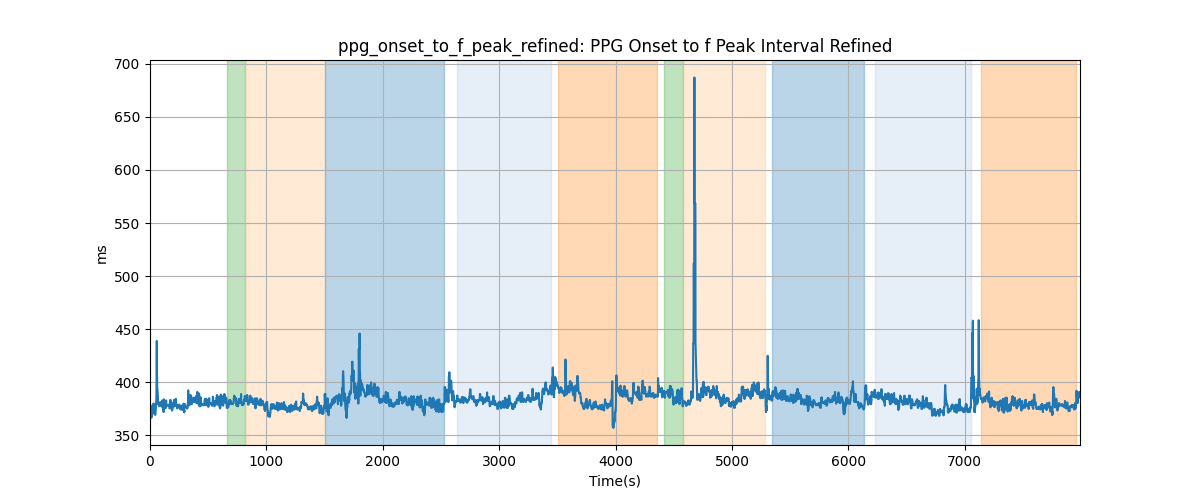 ppg_onset_to_f_peak_refined: PPG Onset to f Peak Interval Refined
700
650
600
550
500
450
400
350
ms
0 1000 2000 3000 4000 5000 6000 7000
Time(s)